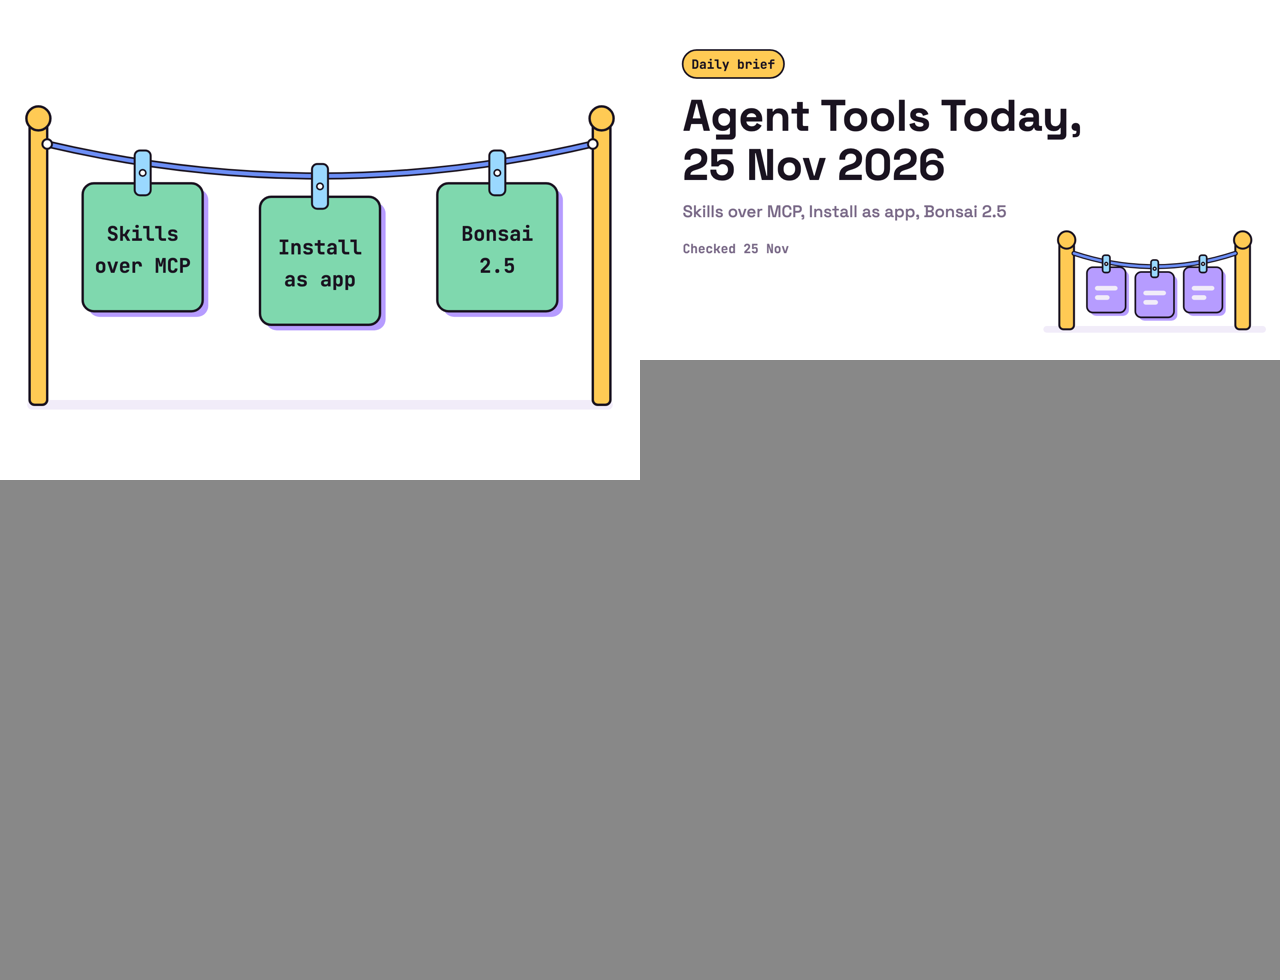 Skills
over MCP
Install
as app
Bonsai
2.5
Daily brief
Agent Tools Today,
25 Nov 2026
Skills over MCP, Install as app, Bonsai 2.5
Checked 25 Nov